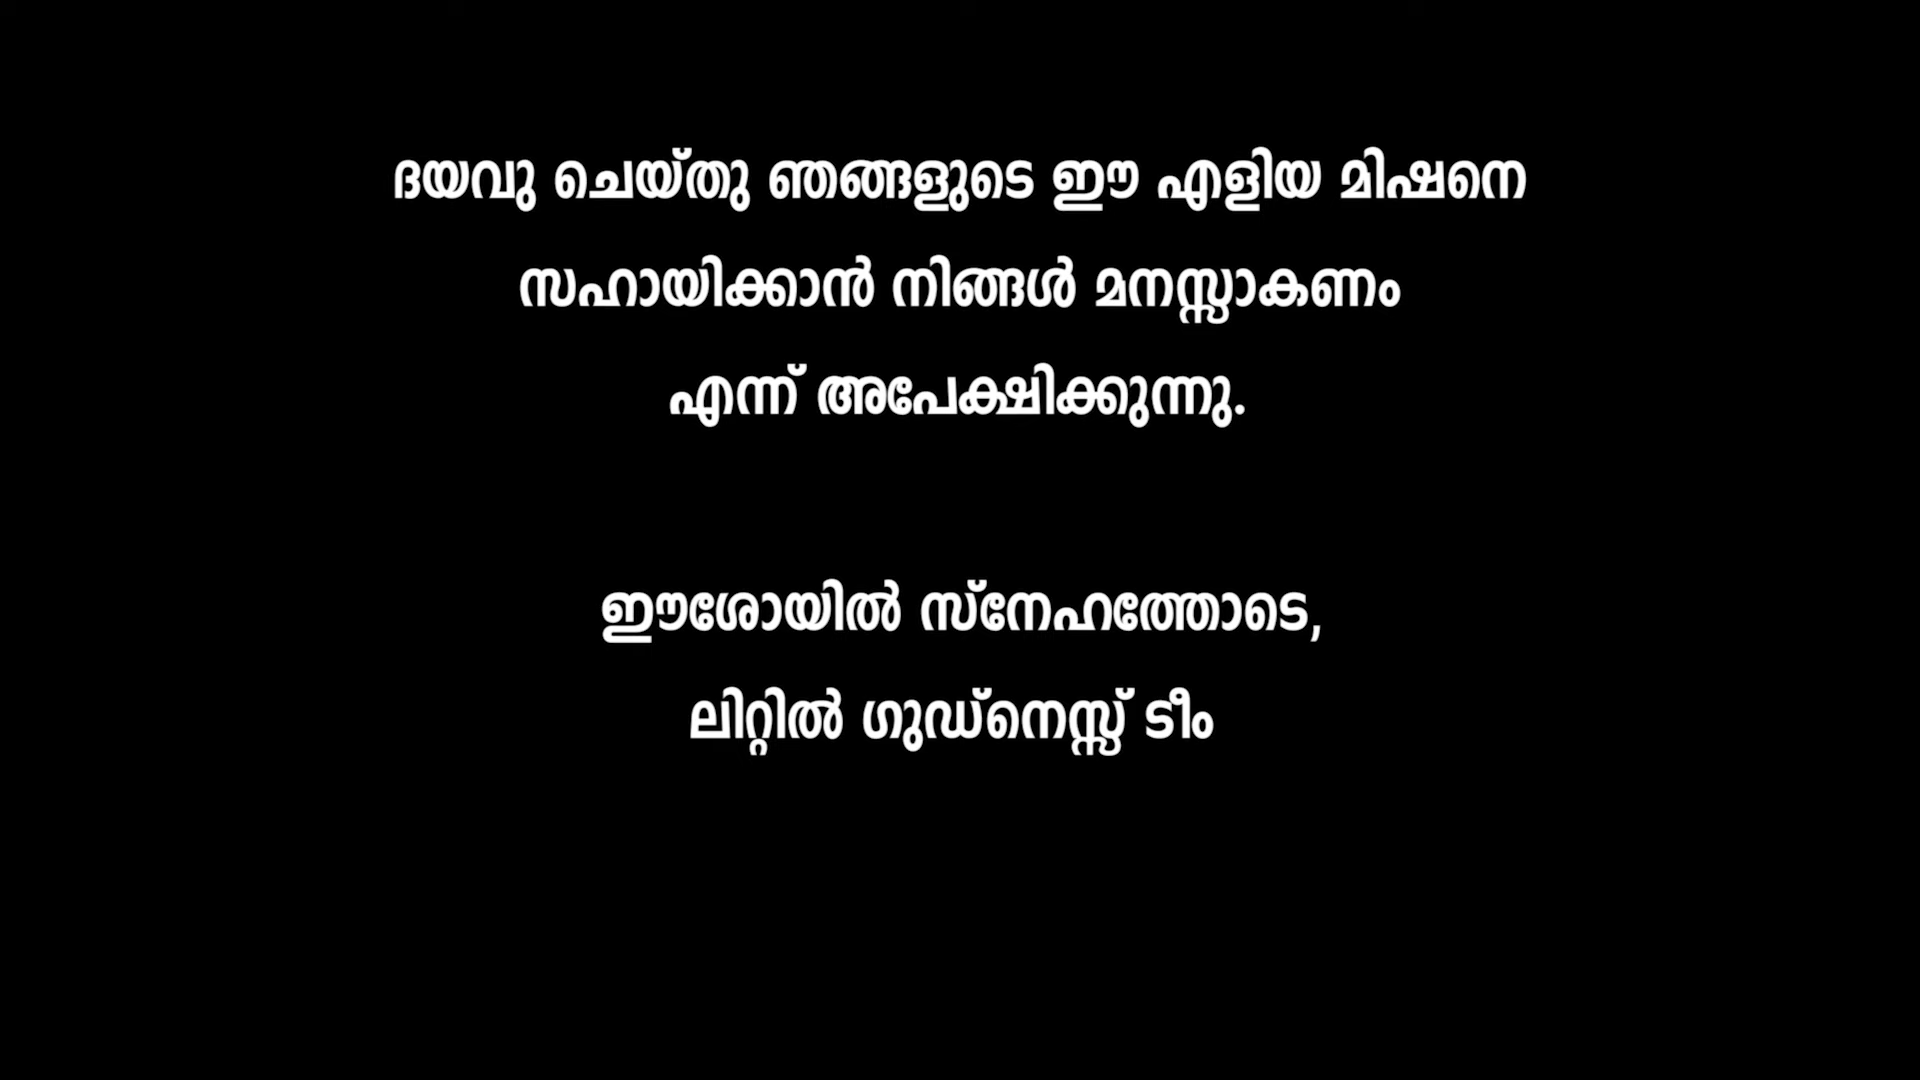 ദയവു ചെയ്തു ഞങ്ങളുടെ ഈ എളിയ മിഷനെ
സഹായിക്കാൻ നിങ്ങൾ മനസ്സാകണം
എന്ന് അപേക്ഷിക്കുന്നു.
ഈശോയിൽ സ്നേഹത്തോടെ,
ലിറ്റിൽ ഗുഡ്നെസ്സ് ടീം